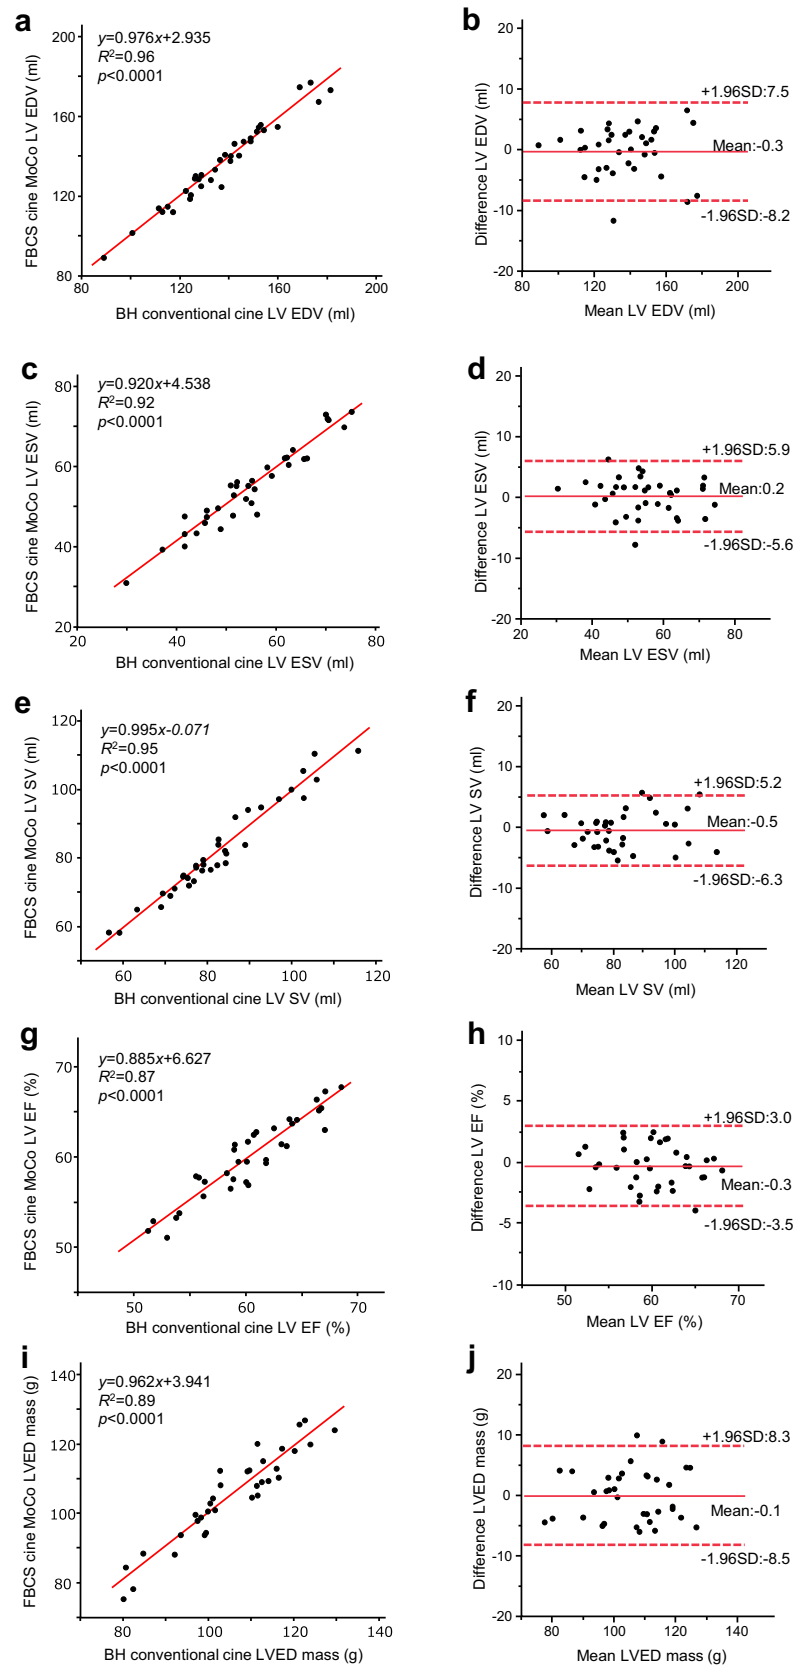 a
y=0.976x+2.935
R²=0.96
p<0.0001
FBCS cine MoCo LV EDV (ml)
200
160
120
80
80 120 160 200
BH conventional cine LV EDV (ml)
b
Difference LV EDV (ml)
20
10
0
-10
-20
+1.96SD:7.5
Mean:-0.3
-1.96SD:-8.2
80 120 160 200
Mean LV EDV (ml)
c
y=0.920x+4.538
R²=0.92
p<0.0001
FBCS cine MoCo LV ESV (ml)
80
60
40
20
20 40 60 80
BH conventional cine LV ESV (ml)
d
Difference LV ESV (ml)
20
10
0
-10
-20
+1.96SD:5.9
Mean:0.2
-1.96SD:-5.6
20 40 60 80
Mean LV ESV (ml)
e
y=0.995x-0.071
R²=0.95
p<0.0001
FBCS cine MoCo LV SV (ml)
120
100
80
60
60 80 100 120
BH conventional cine LV SV (ml)
f
Difference LV SV (ml)
20
10
0
-10
-20
+1.96SD:5.2
Mean:-0.5
-1.96SD:-6.3
60 80 100 120
Mean LV SV (ml)
g
y=0.885x+6.627
R²=0.87
p<0.0001
FBCS cine MoCo LV EF (%)
70
60
50
50 60 70
BH conventional cine LV EF (%)
h
Difference LV EF (%)
10
5
0
-5
-10
+1.96SD:3.0
Mean:-0.3
-1.96SD:-3.5
50 60 70
Mean LV EF (%)
i
y=0.962x+3.941
R²=0.89
p<0.0001
FBCS cine MoCo LVED mass (g)
140
120
100
80
80 100 120 140
BH conventional cine LVED mass (g)
j
Difference LVED mass (g)
20
10
0
-10
-20
+1.96SD:8.3
Mean:-0.1
-1.96SD:-8.5
80 100 120 140
Mean LVED mass (g)